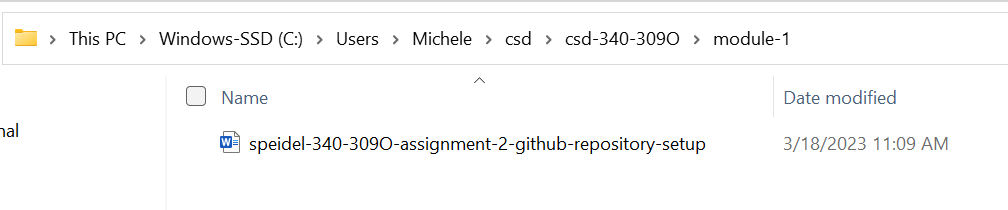 This PC > Windows-SSD (C:) > Users > Michele > csd > csd-340-309O > module-1
Name Date modified
nal
speidel-340-309O-assignment-2-github-repository-setup 3/18/2023 11:09 AM